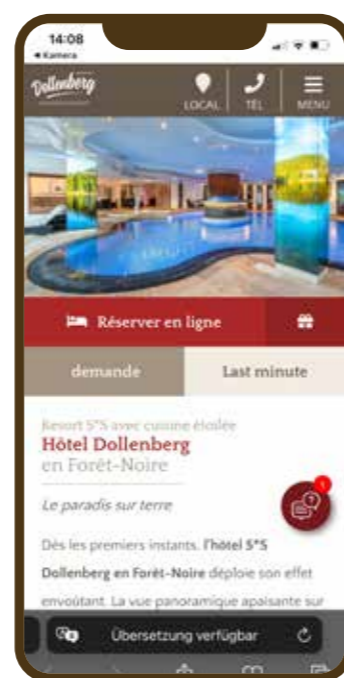 14:08
◀ Kamera
Dollenberg
LOCAL
TÉL
MENU
Réserver en ligne
demande
Last minute
Resort 5*S avec cuisine étoilée
Hôtel Dollenberg
en Forêt-Noire
Le paradis sur terre
1
Dès les premiers instants, l'hôtel 5*S
Dollenberg en Forêt-Noire déploie son effet
envoûtant. La vue panoramique apaisante sur
Übersetzung verfügbar